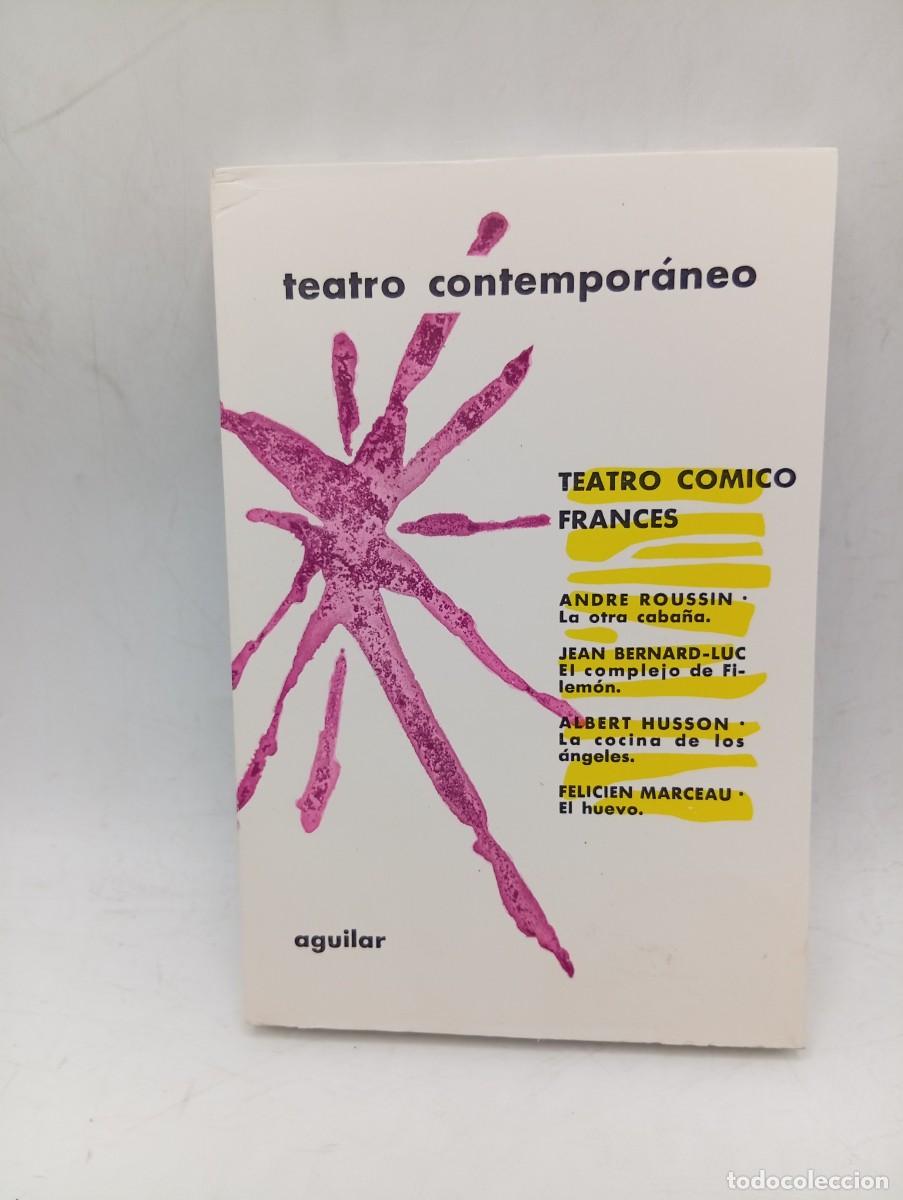 teatro contemporáneo
TEATRO COMICO
FRANCES
ANDRE ROUSSIN ·
La otra cabaña.
JEAN BERNARD-LUC
El complejo de Fi-
lemón.
ALBERT HUSSON ·
La cocina de los
ángeles.
FELICIEN MARCEAU ·
El huevo.
aguilar
todocoleccion